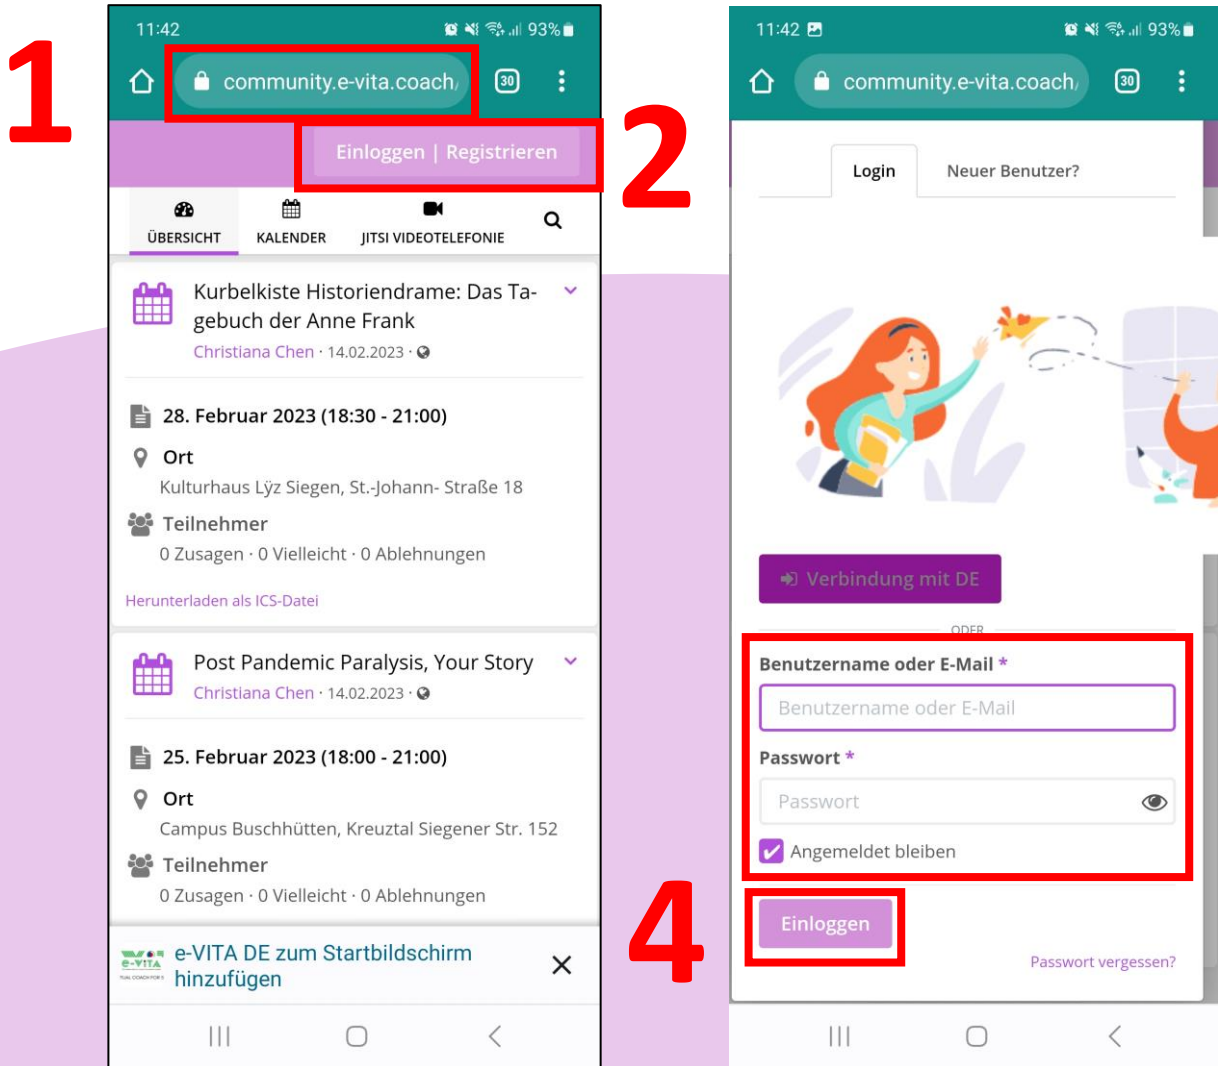 1
11:42
93%
community.e-vita.coach/
30
2
Einloggen | Registrieren
ÜBERSICHT
KALENDER
JITSI VIDEOTELEFONIE
Kurbelkiste Historiendrame: Das Ta-
gebuch der Anne Frank
Christiana Chen · 14.02.2023 ·
28. Februar 2023 (18:30 - 21:00)
Ort
Kulturhaus Lÿz Siegen, St.-Johann- Straße 18
Teilnehmer
0 Zusagen · 0 Vielleicht · 0 Ablehnungen
Herunterladen als ICS-Datei
Post Pandemic Paralysis, Your Story
Christiana Chen · 14.02.2023 ·
25. Februar 2023 (18:00 - 21:00)
Ort
Campus Buschhütten, Kreuztal Siegener Str. 152
Teilnehmer
0 Zusagen · 0 Vielleicht · 0 Ablehnungen
e-VITA
e-VITA DE zum Startbildschirm
hinzufügen
11:42
93%
community.e-vita.coach/
30
Login
Neuer Benutzer?
Verbindung mit DE
ODER
Benutzername oder E-Mail *
Benutzername oder E-Mail
Passwort *
Passwort
Angemeldet bleiben
4
Einloggen
Passwort vergessen?